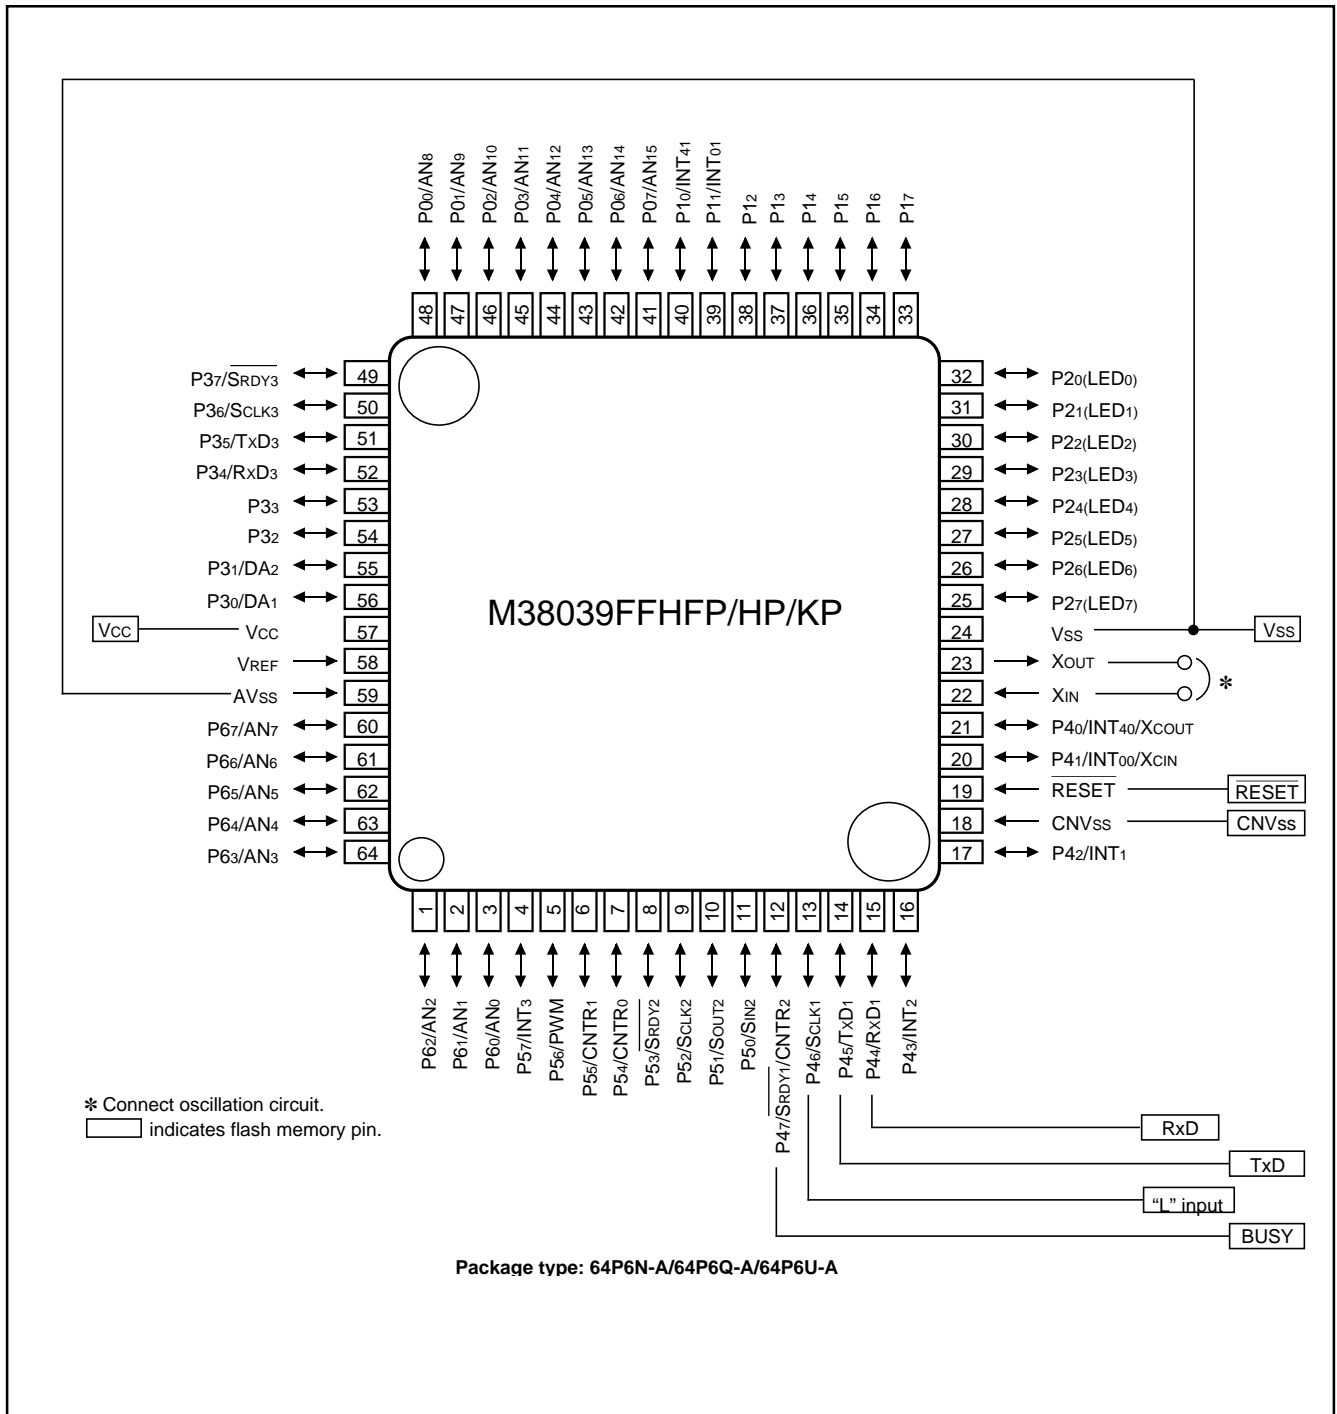 P00/AN8
P01/AN9
P02/AN10
P03/AN11
P04/AN12
P05/AN13
P06/AN14
P07/AN15
P10/INT41
P11/INT01
P12
P13
P14
P15
P16
P17
48 47 46 45 44 43 42 41 40 39 38 37 36 35 34 33
P37/SRDY3 49
P36/SCLK3 50
P35/TXD3 51
P34/RXD3 52
P33 53
P32 54
P31/DA2 55
P30/DA1 56
VCC VCC 57
VREF 58
AVSS 59
P67/AN7 60
P66/AN6 61
P65/AN5 62
P64/AN4 63
P63/AN3 64
M38039FFHFP/HP/KP
32 P20(LED0)
31 P21(LED1)
30 P22(LED2)
29 P23(LED3)
28 P24(LED4)
27 P25(LED5)
26 P26(LED6)
25 P27(LED7)
24 VSS VSS
23 XOUT
22 XIN
*
21 P40/INT40/XCOUT
20 P41/INT00/XCIN
19 RESET RESET
18 CNVSS CNVss
17 P42/INT1
1 2 3 4 5 6 7 8 9 10 11 12 13 14 15 16
P62/AN2
P61/AN1
P60/AN0
P57/INT3
P56/PWM
P55/CNTR1
P54/CNTR0
P53/SRDY2
P52/SCLK2
P51/SOUT2
P50/SIN2
P47/SRDY1/CNTR2
P46/SCLK1
P45/TXD1
P44/RXD1
P43/INT2
* Connect oscillation circuit.
indicates flash memory pin.
RxD
TxD
“L” input
BUSY
Package type: 64P6N-A/64P6Q-A/64P6U-A